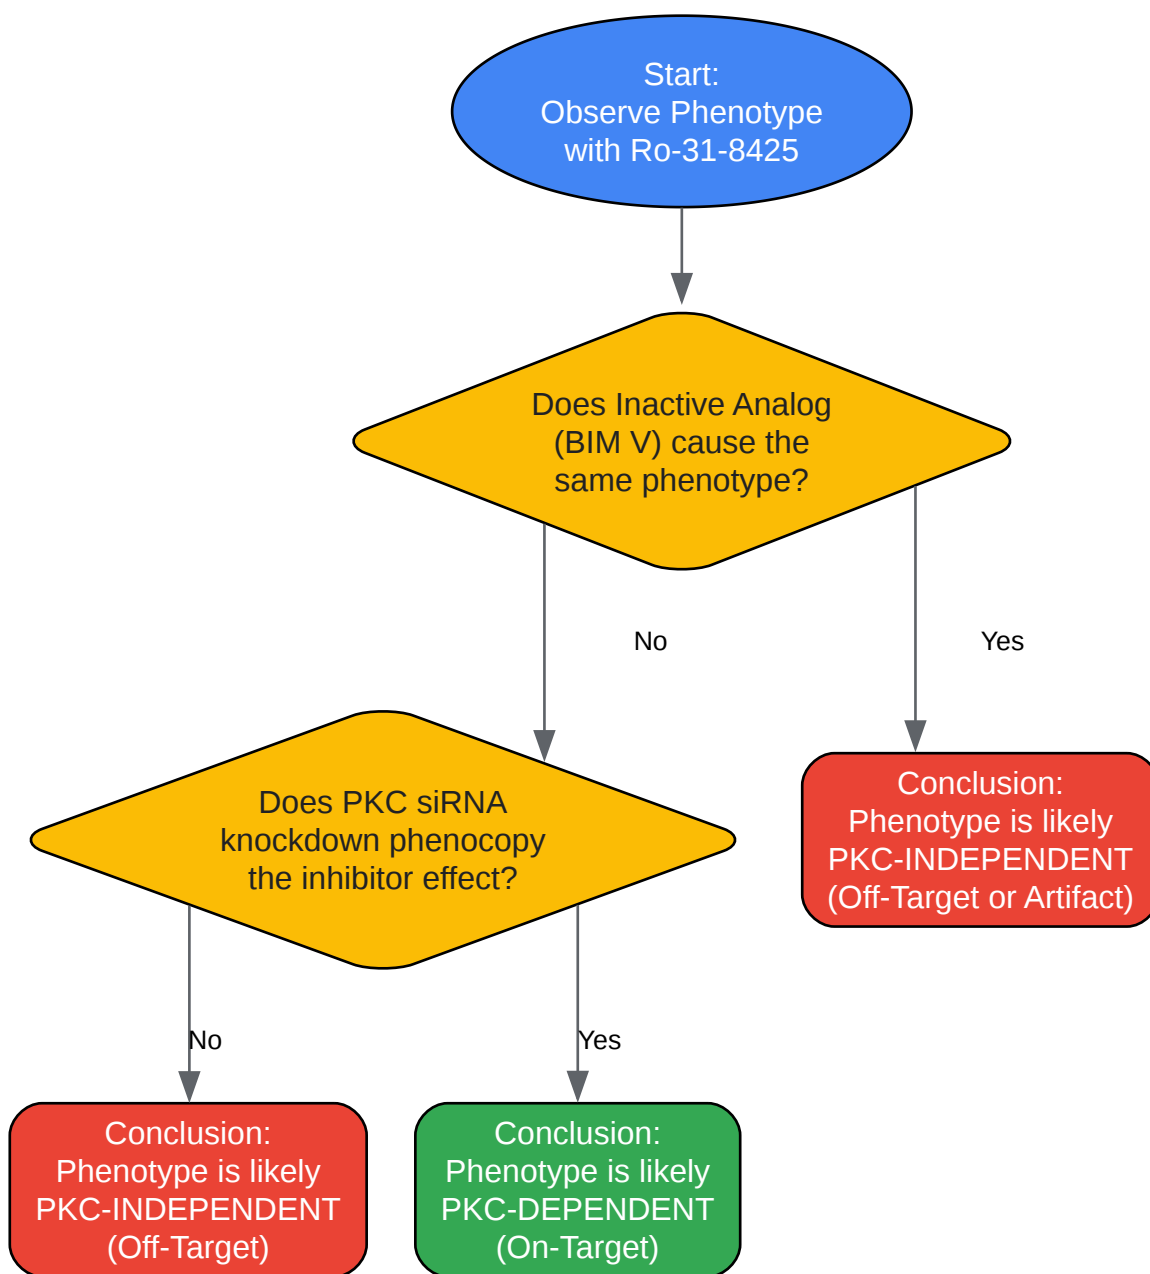 Start:
Observe Phenotype
with Ro-31-8425
Does Inactive Analog
(BIM V) cause the
same phenotype?
No
Yes
Does PKC siRNA
knockdown phenocopy
the inhibitor effect?
Conclusion:
Phenotype is likely
PKC-INDEPENDENT
(Off-Target or Artifact)
No
Yes
Conclusion:
Phenotype is likely
PKC-INDEPENDENT
(Off-Target)
Conclusion:
Phenotype is likely
PKC-DEPENDENT
(On-Target)